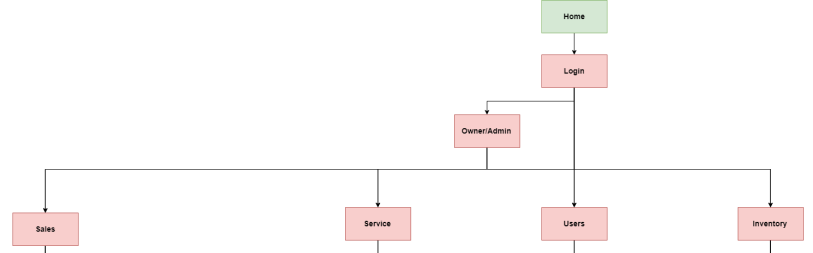 Home
Login
Owner/Admin
Sales
Service
Users
Inventory